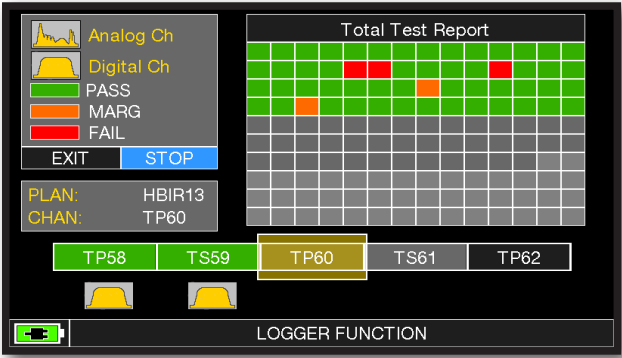 Analog Ch
Digital Ch
PASS
MARG
FAIL
EXIT STOP
PLAN: HBIR13
CHAN: TP60
Total Test Report
TP58 TS59 TP60 TS61 TP62
LOGGER FUNCTION